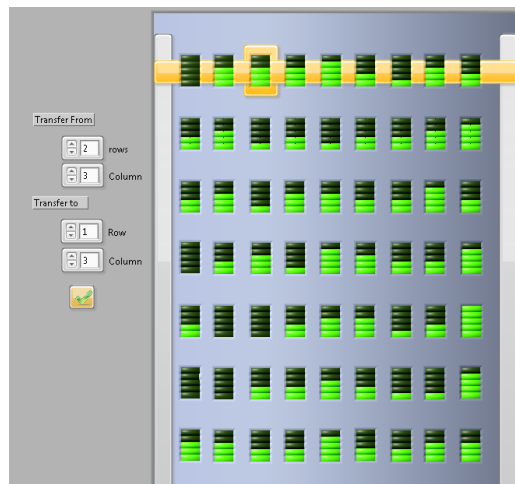 Transfer From
2 rows
3 Column
Transfer to
1 Row
3 Column